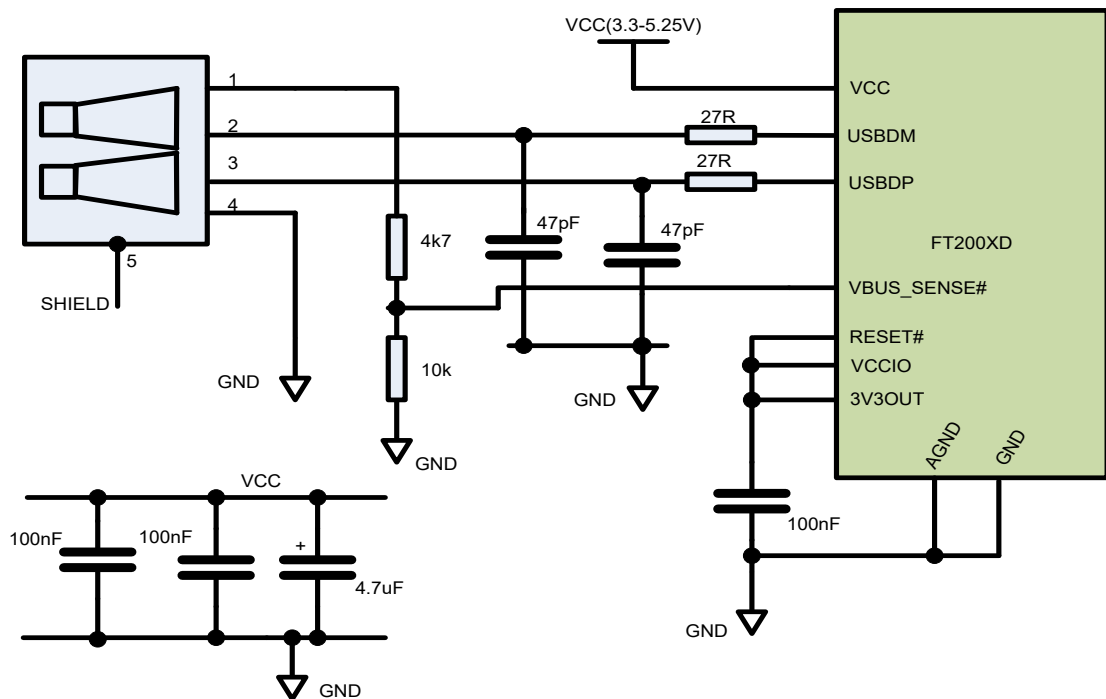 VCC(3.3-5.25V)
1
VCC
27R
2
USBDM
27R
3
USBDP
4
47pF
47pF
4k7
FT200XD
5
SHIELD
VBUS_SENSE#
RESET#
VCCIO
10k
GND
3V3OUT
GND
AGND
GND
GND
VCC
100nF
100nF
100nF
+
4.7uF
GND
GND